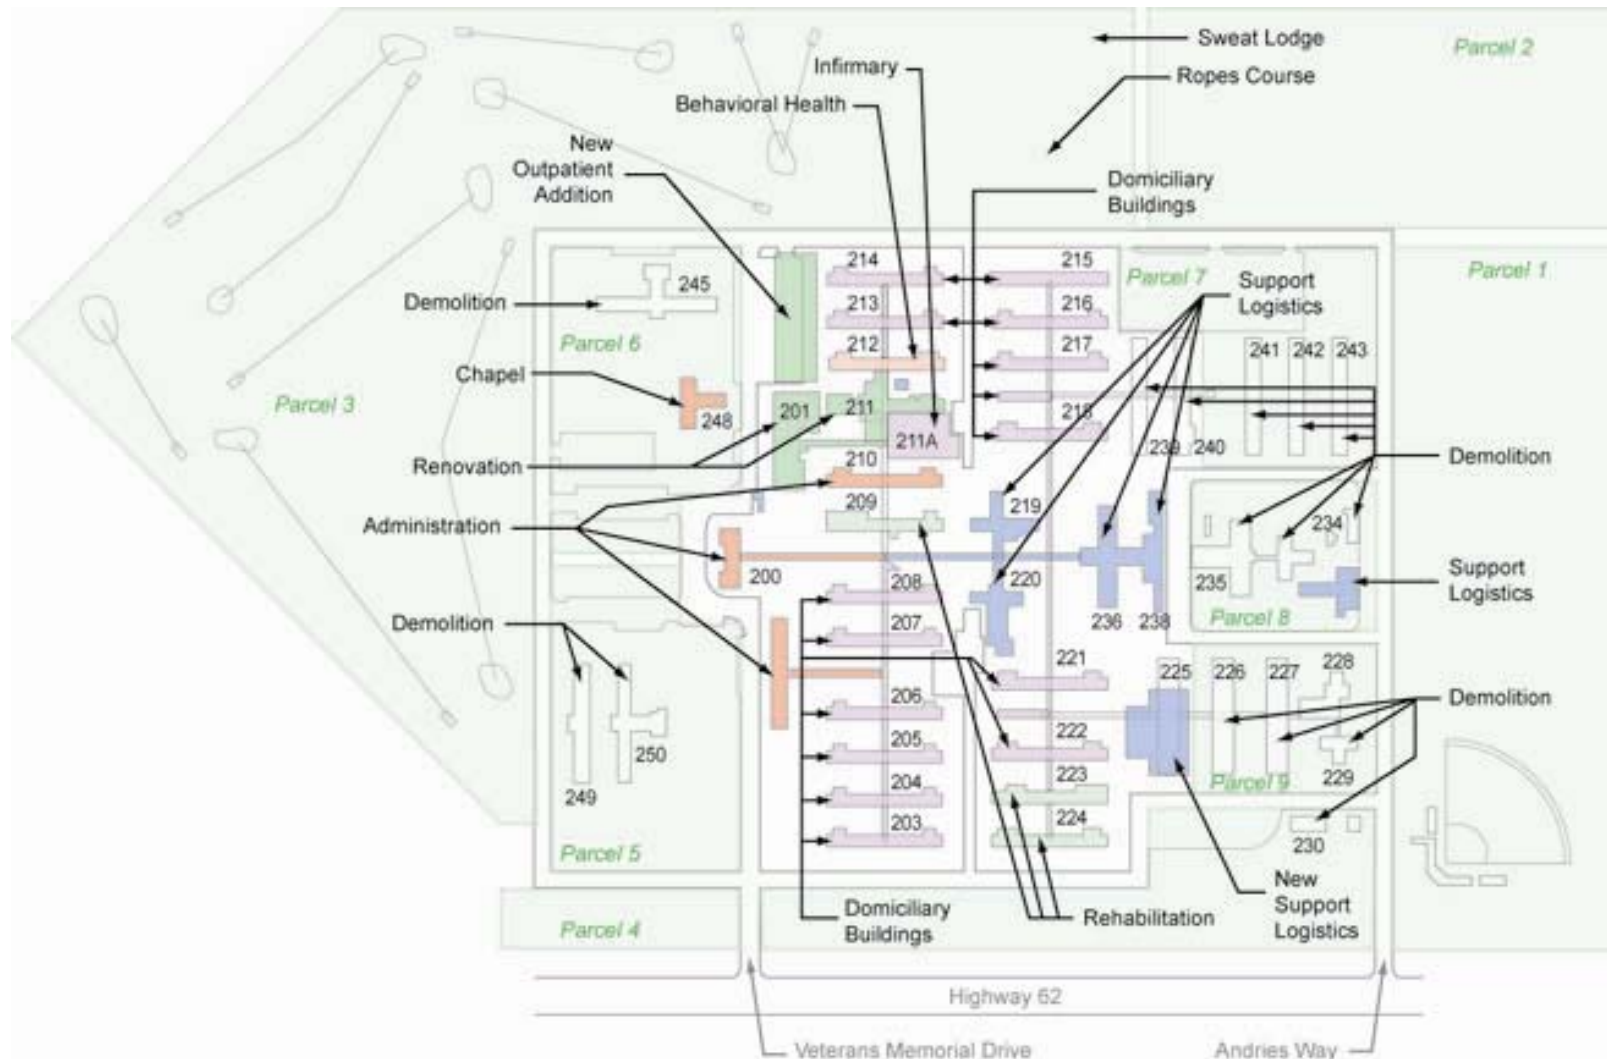 Sweat Lodge
Parcel 2
Infirmary
Ropes Course
Behavioral Health
New
Outpatient
Addition
Domiciliary
Buildings
214
215
Parcel 7
Support
Logistics
Parcel 1
245
Demolition
213
216
Parcel 6
212
217
241
242
243
Chapel
Parcel 3
248
201
211
218
211A
239
240
Renovation
Demolition
210
209
219
234
Administration
200
220
235
Support
Logistics
208
Parcel 8
Demolition
207
236
238
221
225
226
227
228
206
222
Demolition
205
250
223
229
249
204
Parcel 9
224
203
230
Parcel 5
New
Support
Logistics
Domiciliary
Buildings
Rehabilitation
Parcel 4
Highway 62
Veterans Memorial Drive
Andries Way